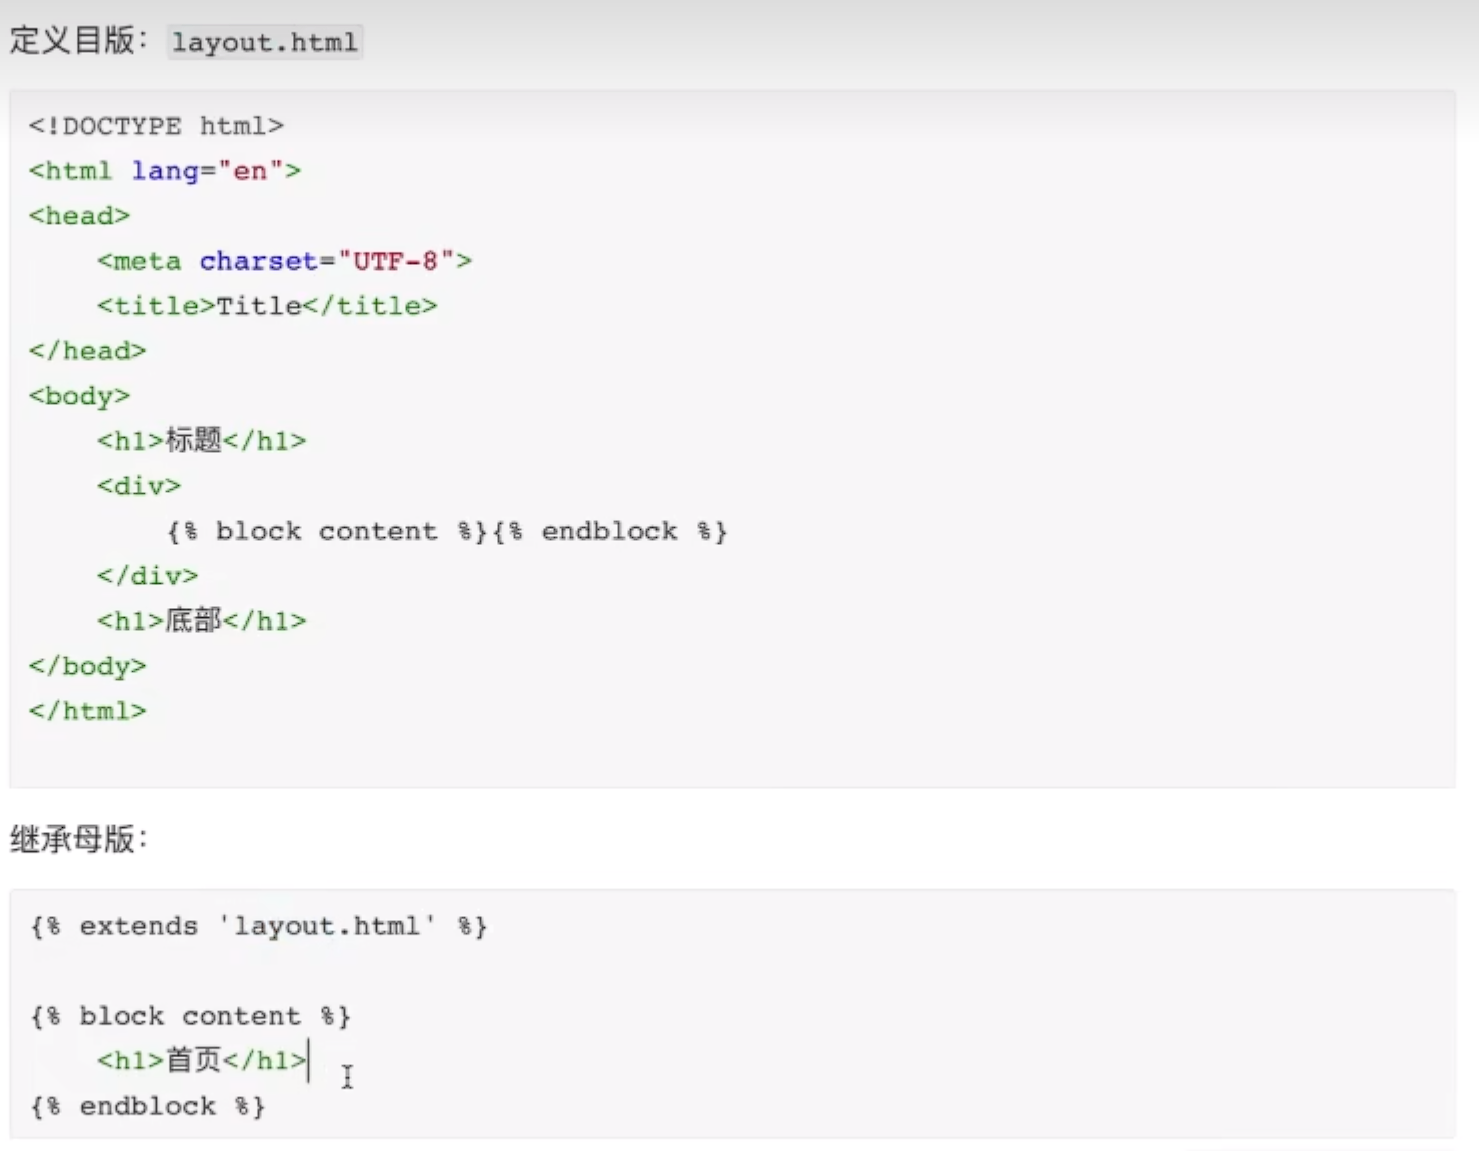 定义目版： layout.html
<!DOCTYPE html>
<html lang="en">
<head>
    <meta charset="UTF-8">
    <title>Title</title>
</head>
<body>
    <h1>标题</h1>
    <div>
        {% block content %}{% endblock %}
    </div>
    <h1>底部</h1>
</body>
</html>
继承母版：
{% extends 'layout.html' %}
{% block content %}
    <h1>首页</h1>
{% endblock %}